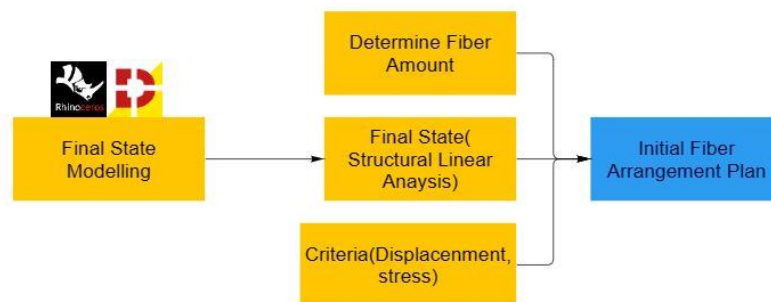 Determine Fiber
Amount
Rhinoceros
Final State
Modelling
Final State(
Structural Linear
Anaysis)
Initial Fiber
Arrangement Plan
Criteria(Displacenment,
stress)